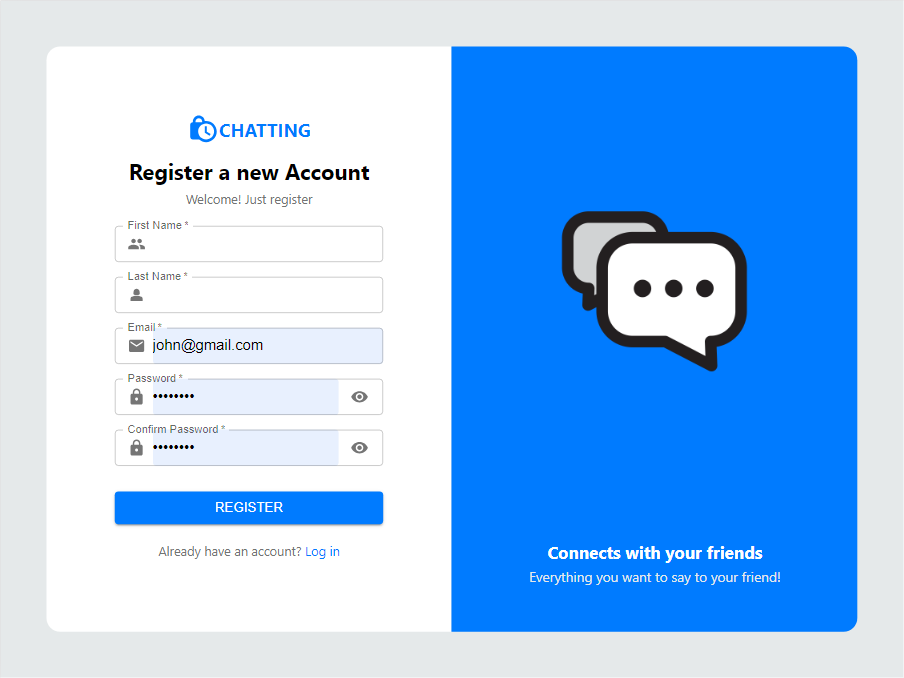 CHATTING
Register a new Account
Welcome! Just register
First Name *
Last Name *
Email *
john@gmail.com
Password *
••••••••
Confirm Password *
••••••••
REGISTER
Already have an account? Log in
Connects with your friends
Everything you want to say to your friend!